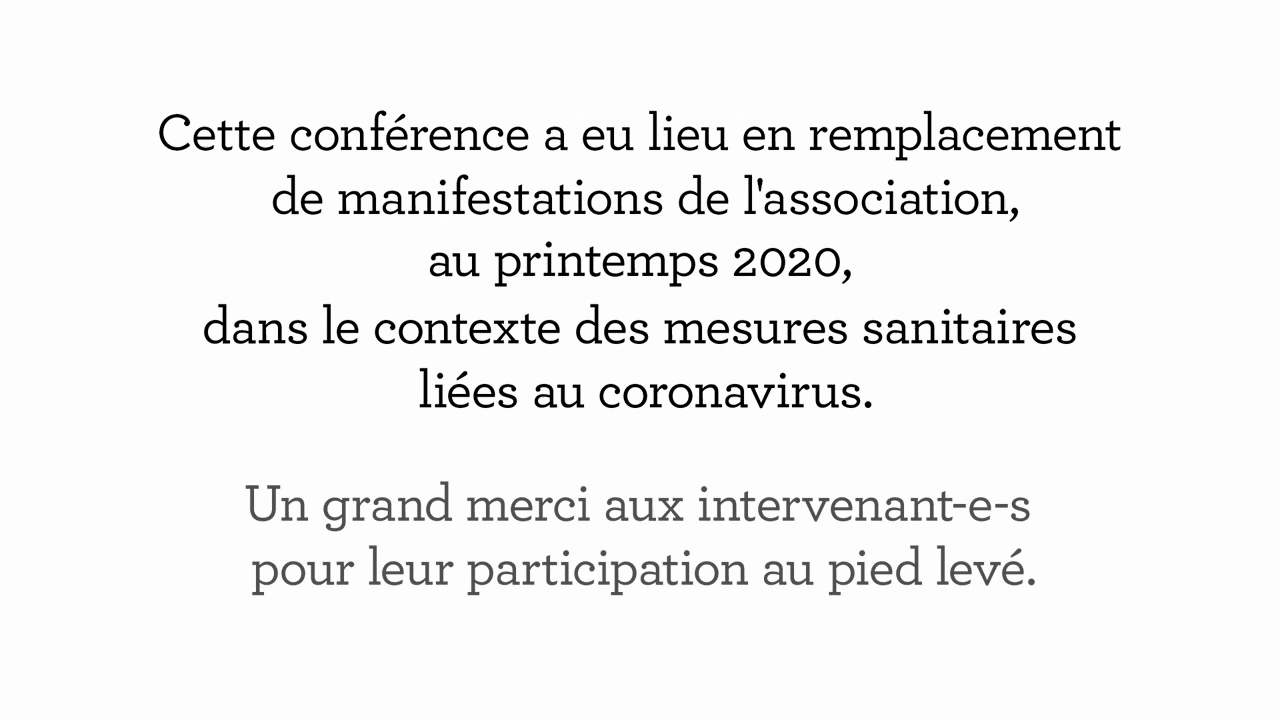 Cette conférence a eu lieu en remplacement
de manifestations de l'association,
au printemps 2020,
dans le contexte des mesures sanitaires
liées au coronavirus.
Un grand merci aux intervenant-e-s
pour leur participation au pied levé.